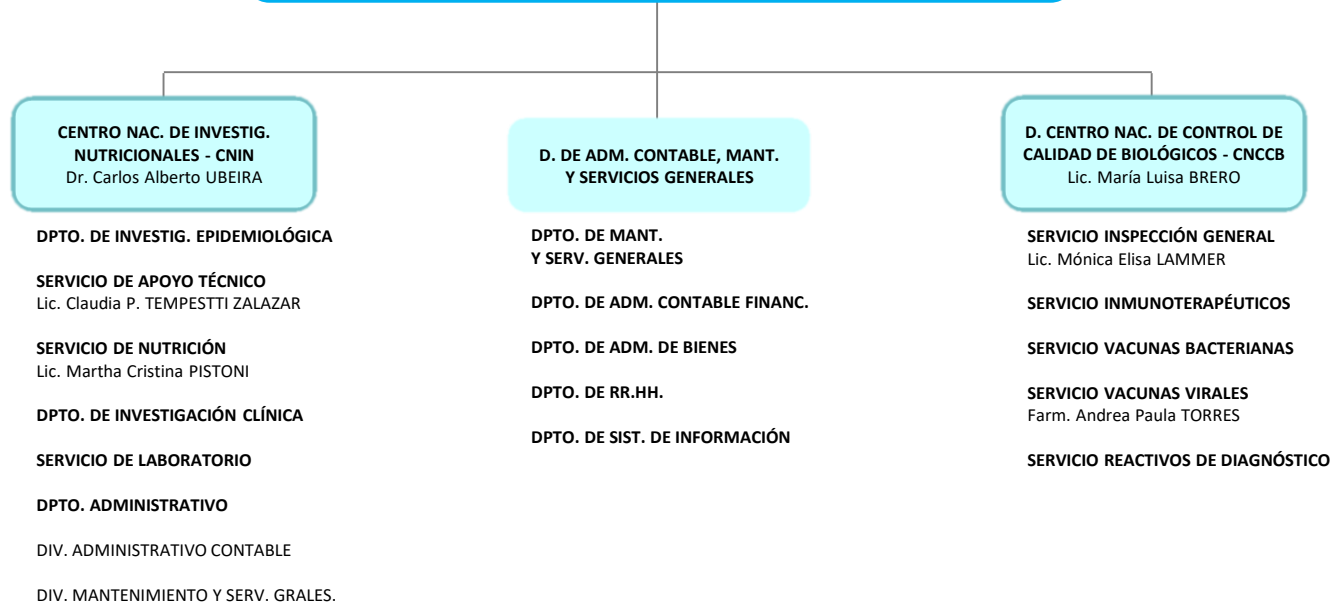 CENTRO NAC. DE INVESTIG.
NUTRICIONALES - CNIN
Dr. Carlos Alberto UBEIRA
DPTO. DE INVESTIG. EPIDEMIOLÓGICA
SERVICIO DE APOYO TÉCNICO
Lic. Claudia P. TEMPESTTI ZALAZAR
SERVICIO DE NUTRICIÓN
Lic. Martha Cristina PISTONI
DPTO. DE INVESTIGACIÓN CLÍNICA
SERVICIO DE LABORATORIO
DPTO. ADMINISTRATIVO
DIV. ADMINISTRATIVO CONTABLE
DIV. MANTENIMIENTO Y SERV. GRALES.
D. DE ADM. CONTABLE, MANT.
Y SERVICIOS GENERALES
DPTO. DE MANT.
Y SERV. GENERALES
DPTO. DE ADM. CONTABLE FINANC.
DPTO. DE ADM. DE BIENES
DPTO. DE RR.HH.
DPTO. DE SIST. DE INFORMACIÓN
D. CENTRO NAC. DE CONTROL DE
CALIDAD DE BIOLÓGICOS - CNCCB
Lic. María Luisa BRERO
SERVICIO INSPECCIÓN GENERAL
Lic. Mónica Elisa LAMMER
SERVICIO INMUNOTERAPÉUTICOS
SERVICIO VACUNAS BACTERIANAS
SERVICIO VACUNAS VIRALES
Farm. Andrea Paula TORRES
SERVICIO REACTIVOS DE DIAGNÓSTICO